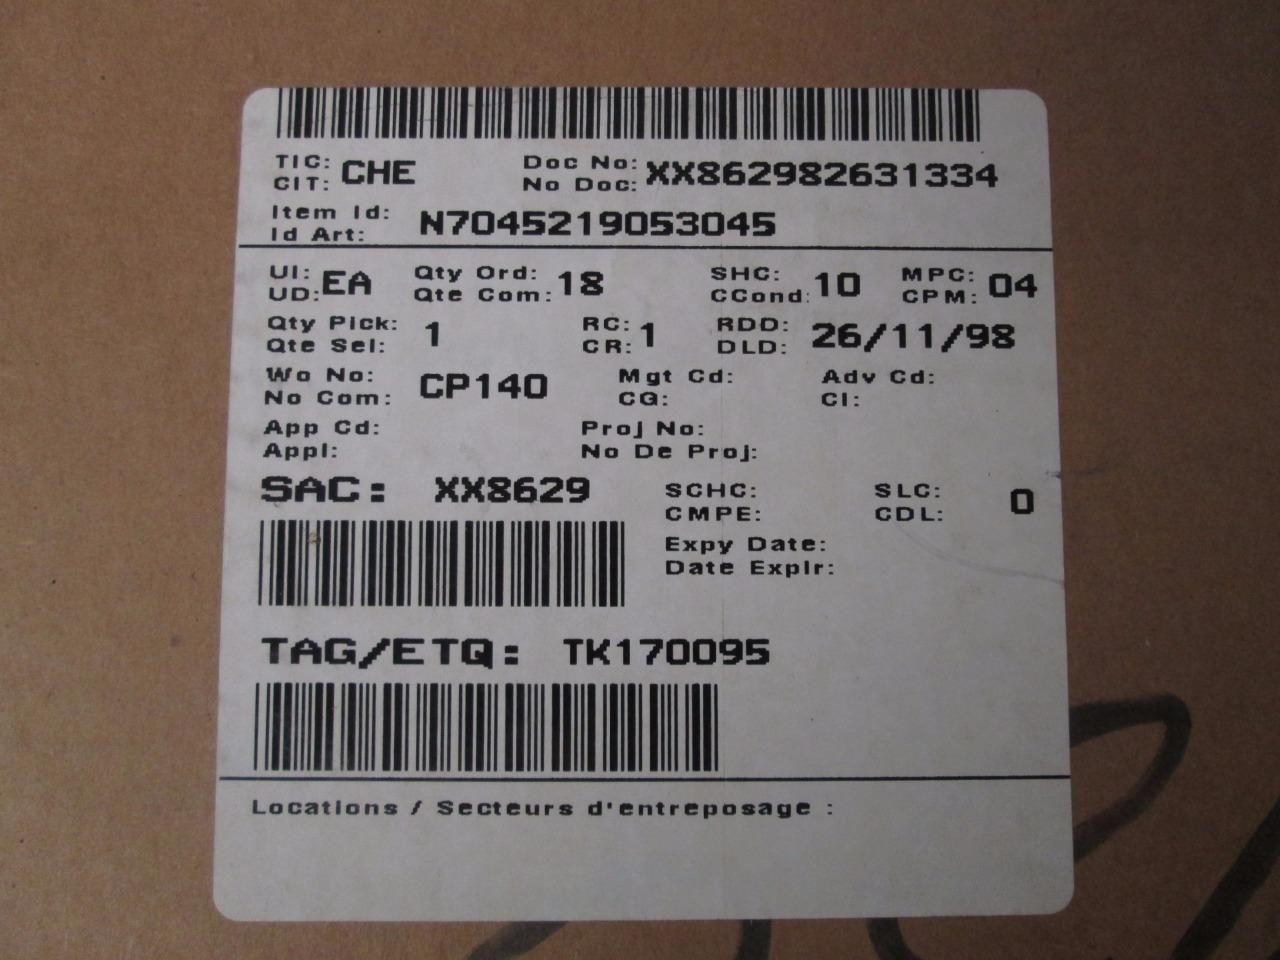 TIC: CHE Doc No: XX862982631334
CIT: No Doc:
Item Id: N7045219053045
Id Art:
UI: EA Qty Ord: 18 SHC: 10 MPC: 04
UD: Qte Com: CCond: CPM:
Qty Pick: 1 RC: 1 RDD: 26/11/98
Qte Sel: CR: DLD:
Wo No: CP140 Mgt Cd: Adv Cd:
No Com: CG: CI:
App Cd: Proj No:
Appl: No De Proj:
SAC: XX8629 SCHC: SLC: 0
CMPE: CDL:
Expy Date:
Date Expir:
TAG/ETQ: TK170095
Locations / Secteurs d'entreposage :